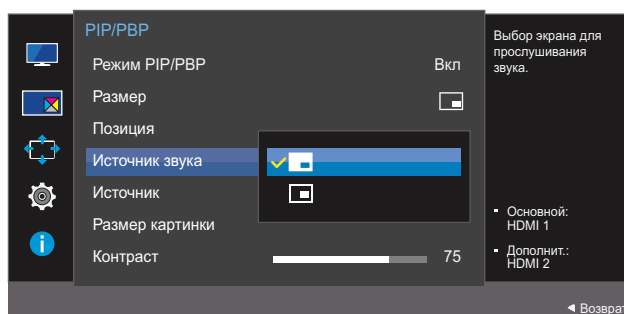 PIP/PBP
Режим PIP/PBP Вкл
Размер
Позиция
Источник звука
Источник
Размер картинки
Контраст 75
Выбор экрана для
прослушивания
звука.
Основной:
HDMI 1
Дополнит.:
HDMI 2
Возврат